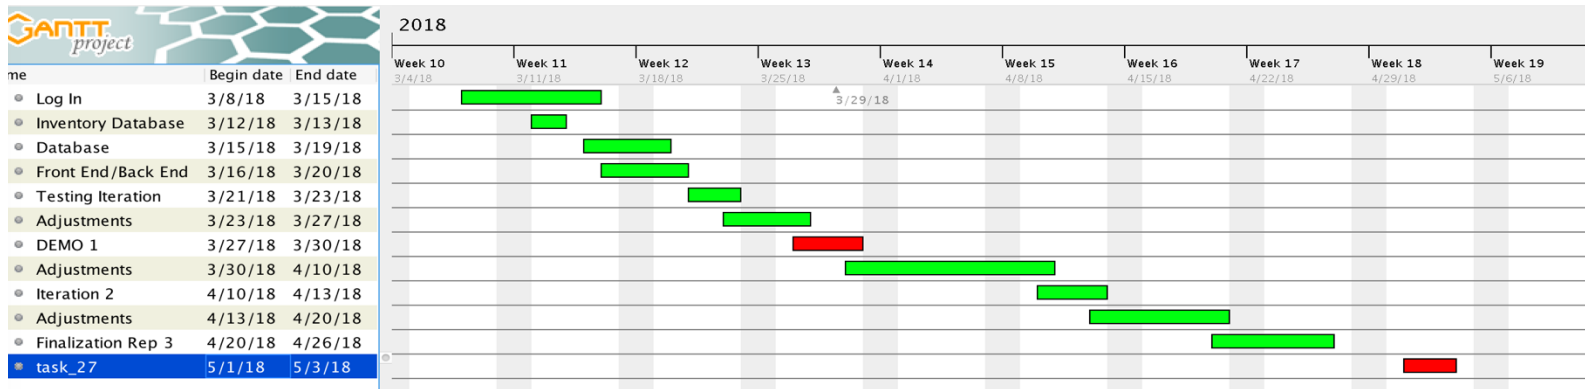 GANTT
project
2018
Week 10 Week 11 Week 12 Week 13 Week 14 Week 15 Week 16 Week 17 Week 18 Week 19
3/4/18 3/11/18 3/18/18 3/25/18 4/1/18 4/8/18 4/15/18 4/22/18 4/29/18 5/6/18
me Begin date End date
3/29/18
Log In 3/8/18 3/15/18
Inventory Database 3/12/18 3/13/18
Database 3/15/18 3/19/18
Front End/Back End 3/16/18 3/20/18
Testing Iteration 3/21/18 3/23/18
Adjustments 3/23/18 3/27/18
DEMO 1 3/27/18 3/30/18
Adjustments 3/30/18 4/10/18
Iteration 2 4/10/18 4/13/18
Adjustments 4/13/18 4/20/18
Finalization Rep 3 4/20/18 4/26/18
task_27 5/1/18 5/3/18